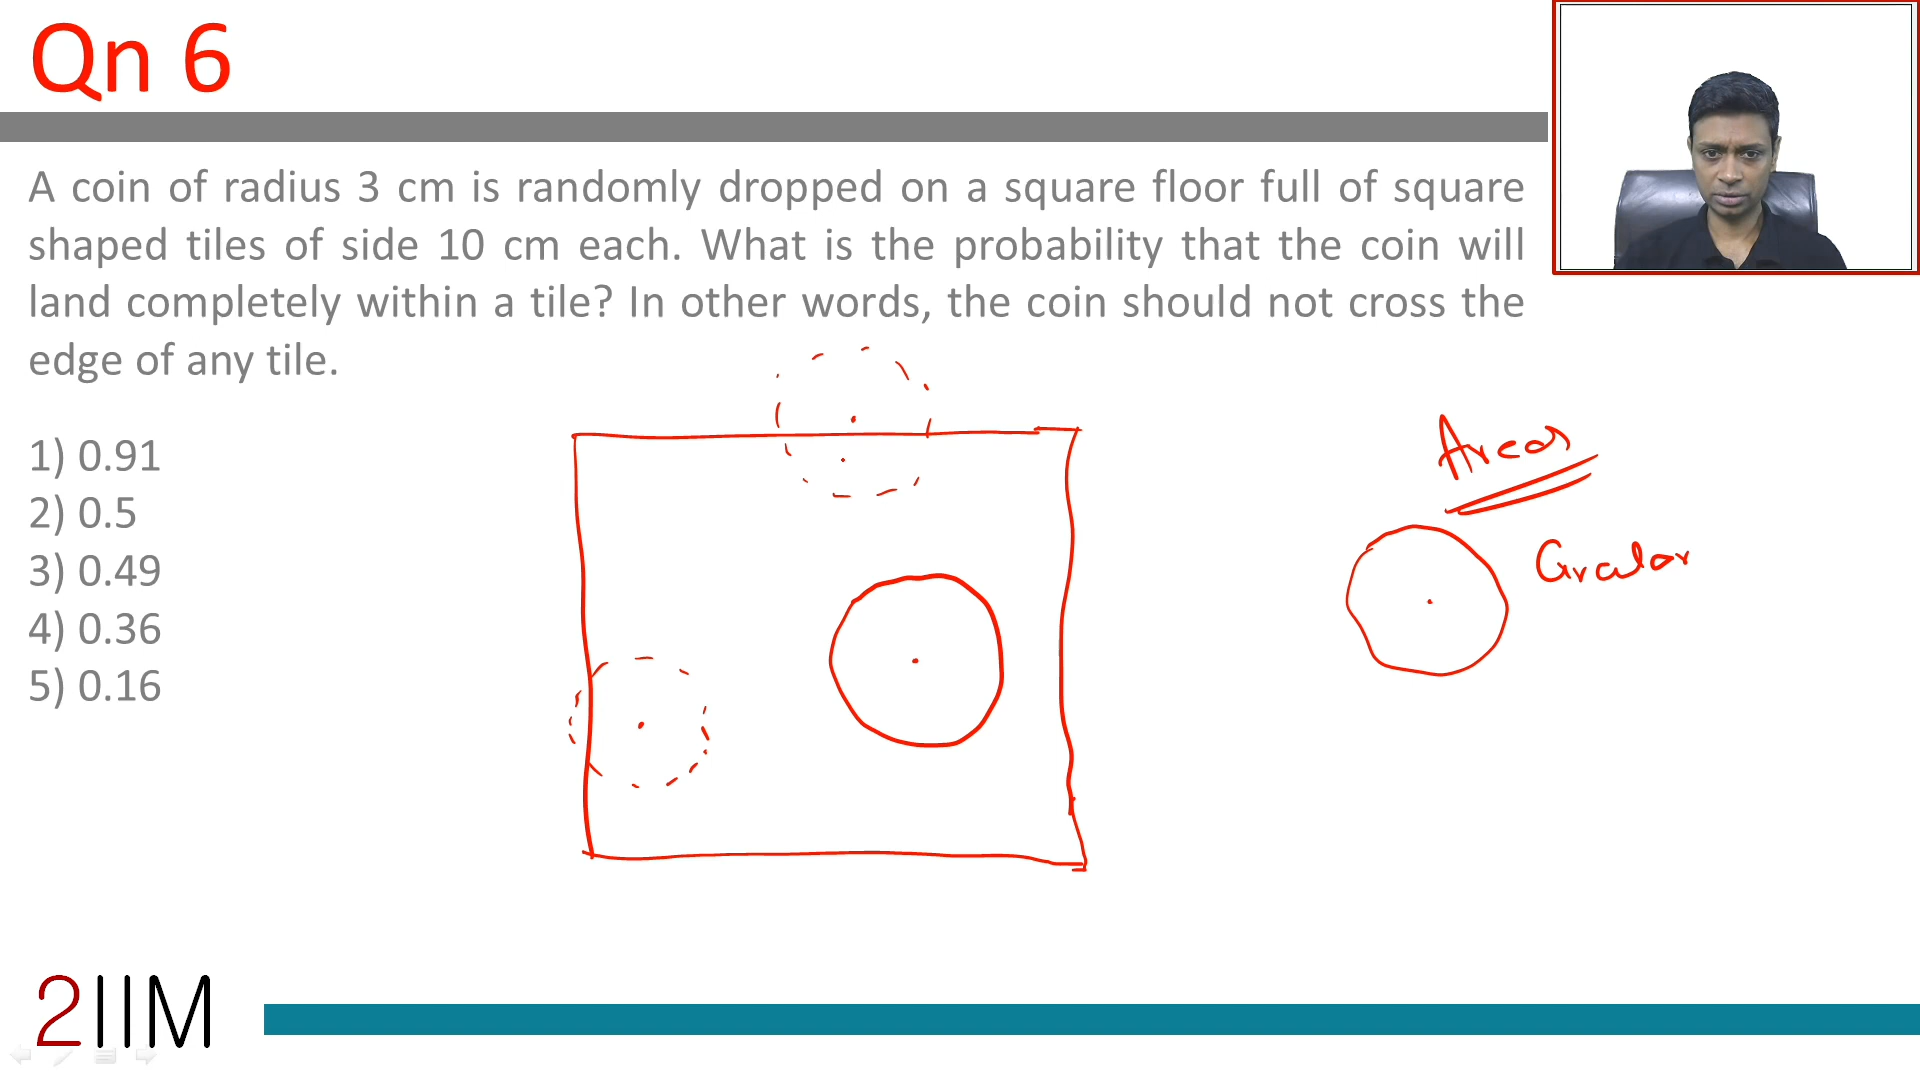 Qn 6
A coin of radius 3 cm is randomly dropped on a square floor full of square
shaped tiles of side 10 cm each. What is the probability that the coin will
land completely within a tile? In other words, the coin should not cross the
edge of any tile.
1) 0.91
2) 0.5
3) 0.49
4) 0.36
5) 0.16
Areas
2IIM